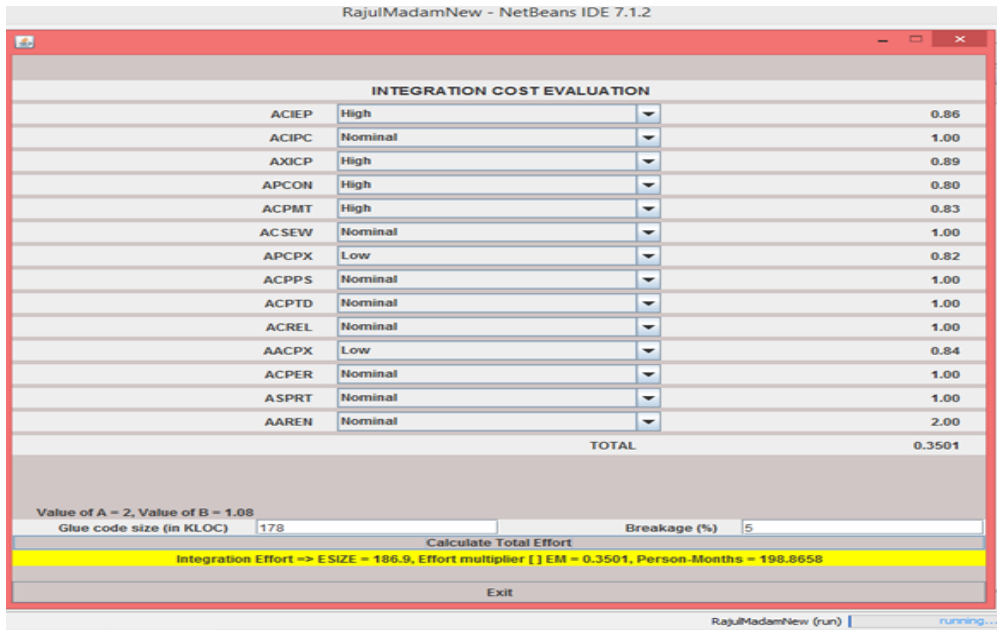 RajulMadamNew - NetBeans IDE 7.1.2
INTEGRATION COST EVALUATION
ACIEP High 0.86
ACIPC Nominal 1.00
AXICP High 0.89
APCON High 0.80
ACPMT High 0.83
ACSEW Nominal 1.00
APCPX Low 0.82
ACPPS Nominal 1.00
ACPTD Nominal 1.00
ACREL Nominal 1.00
AACPX Low 0.84
ACPER Nominal 1.00
ASPRT Nominal 1.00
AAREN Nominal 2.00
TOTAL 0.3501
Value of A = 2, Value of B = 1.08
Glue code size (in KLOC) 178 Breakage (%) 5
Calculate Total Effort
Integration Effort => ESIZE = 186.9, Effort multiplier [ ] EM = 0.3501, Person-Months = 198.8658
Exit
RajulMadamNew (run) running...